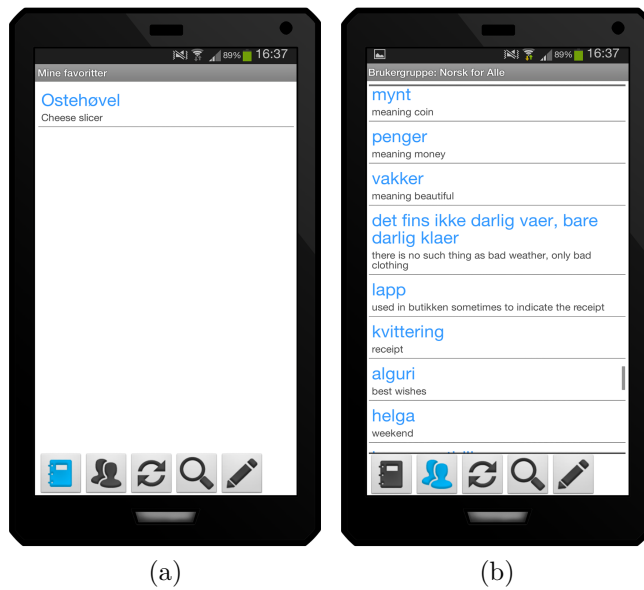 89% 16:37
Mine favoritter
Ostehøvel
Cheese slicer
(a)
89% 16:37
Brukergruppe: Norsk for Alle
mynt
meaning coin
penger
meaning money
vakker
meaning beautiful
det fins ikke darlig vaer, bare
darlig klaer
there is no such thing as bad weather, only bad
clothing
lapp
used in butikken sometimes to indicate the receipt
kvittering
receipt
alguri
best wishes
helga
weekend
(b)